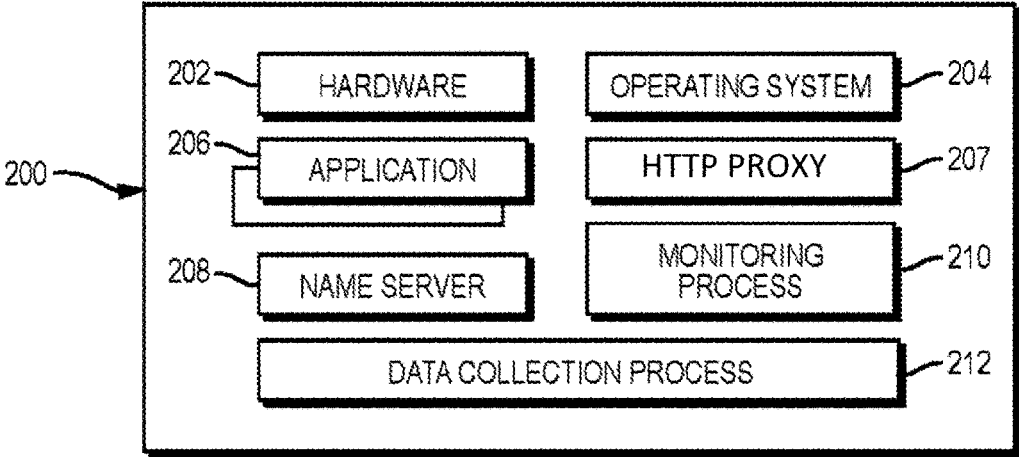 202 HARDWARE OPERATING SYSTEM 204
206 APPLICATION HTTP PROXY 207
200
208 NAME SERVER MONITORING PROCESS 210
DATA COLLECTION PROCESS 212